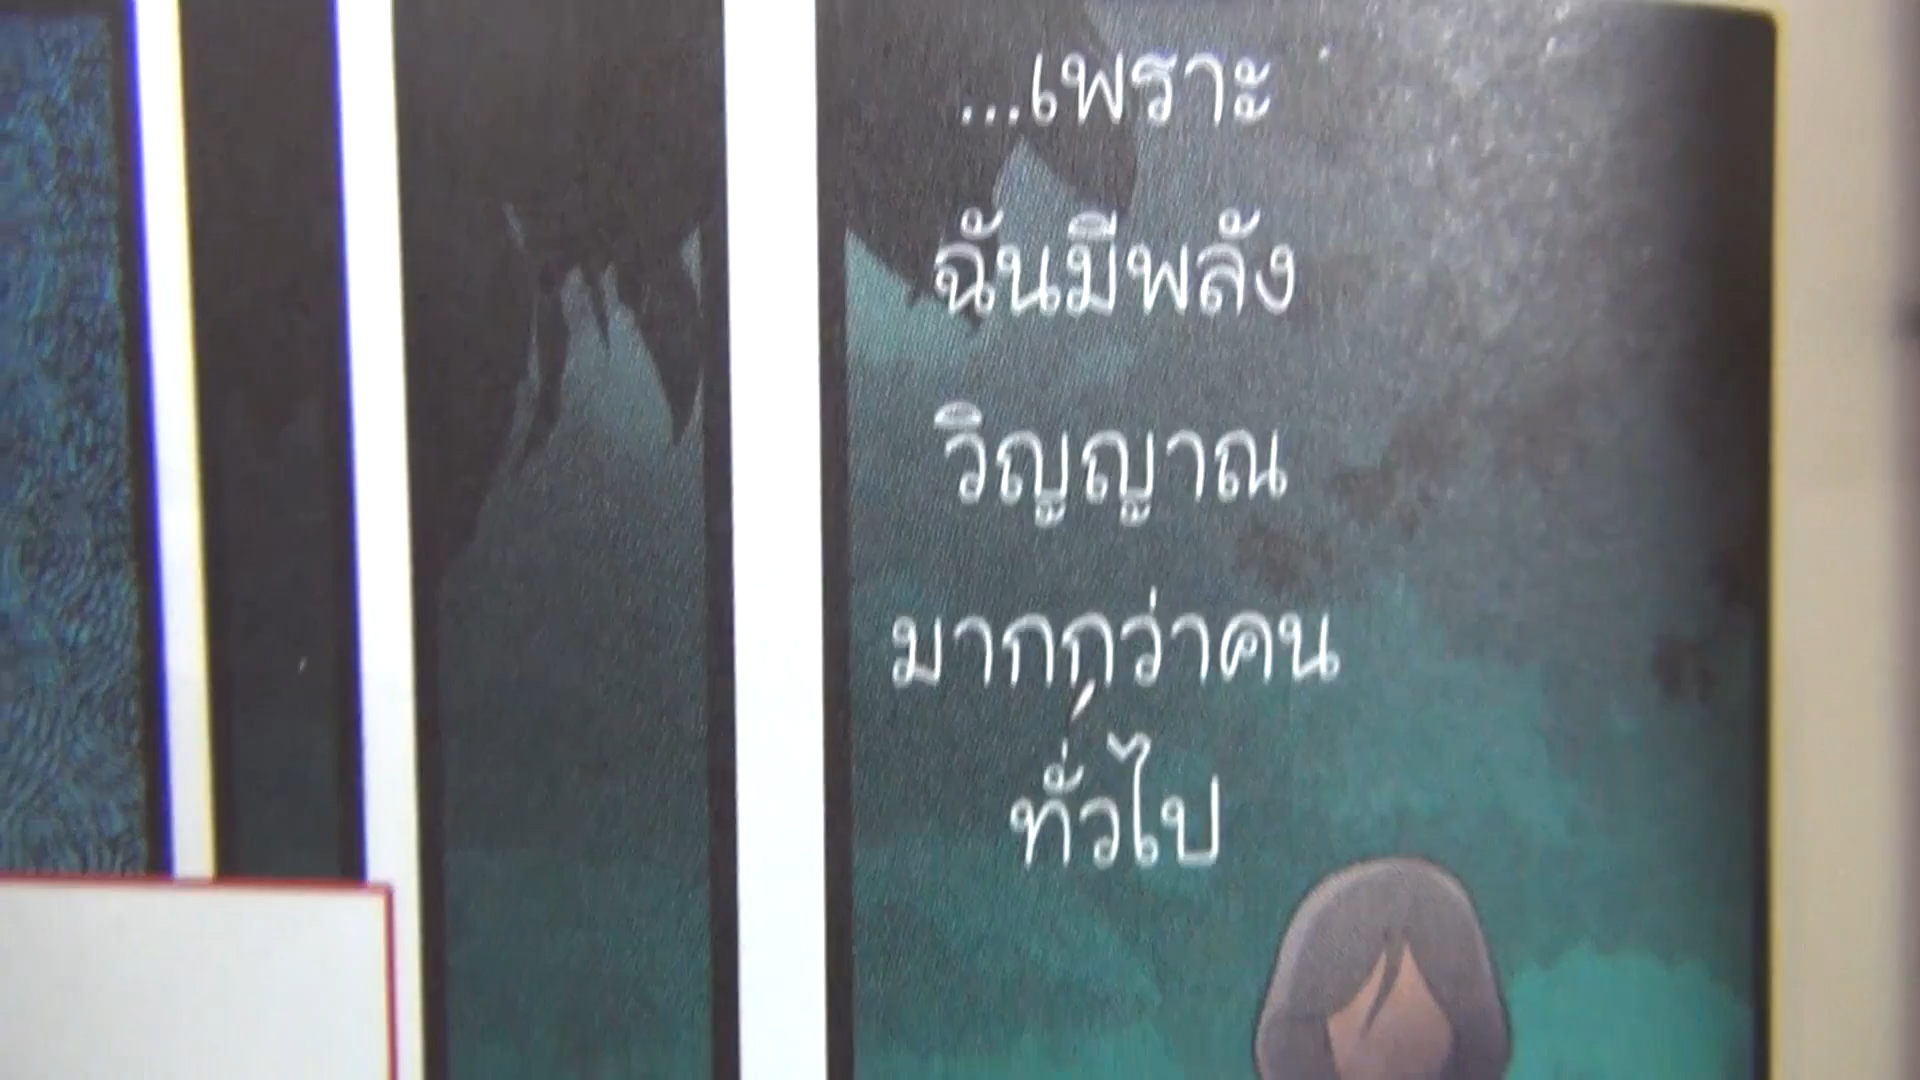 ...เพราะ
ฉันมีพลัง
วิญญาณ
มากกว่าคน
ทั่วไป